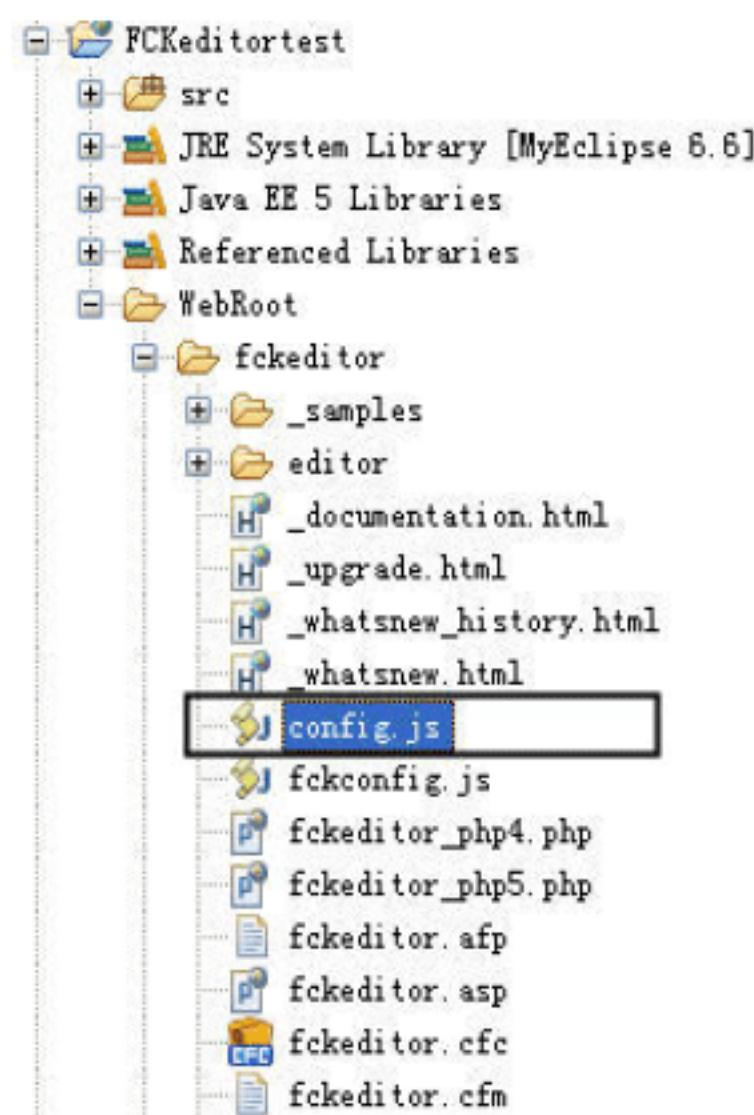 FCKeditortest
src
JRE System Library [MyEclipse 6.6]
Java EE 5 Libraries
Referenced Libraries
WebRoot
fckeditor
_samples
editor
_documentation.html
_upgrade.html
_whatsnew_history.html
_whatsnew.html
config.js
fckconfig.js
fckeditor_php4.php
fckeditor_php5.php
fckeditor.afp
fckeditor.asp
fckeditor.cfc
fckeditor.cfm